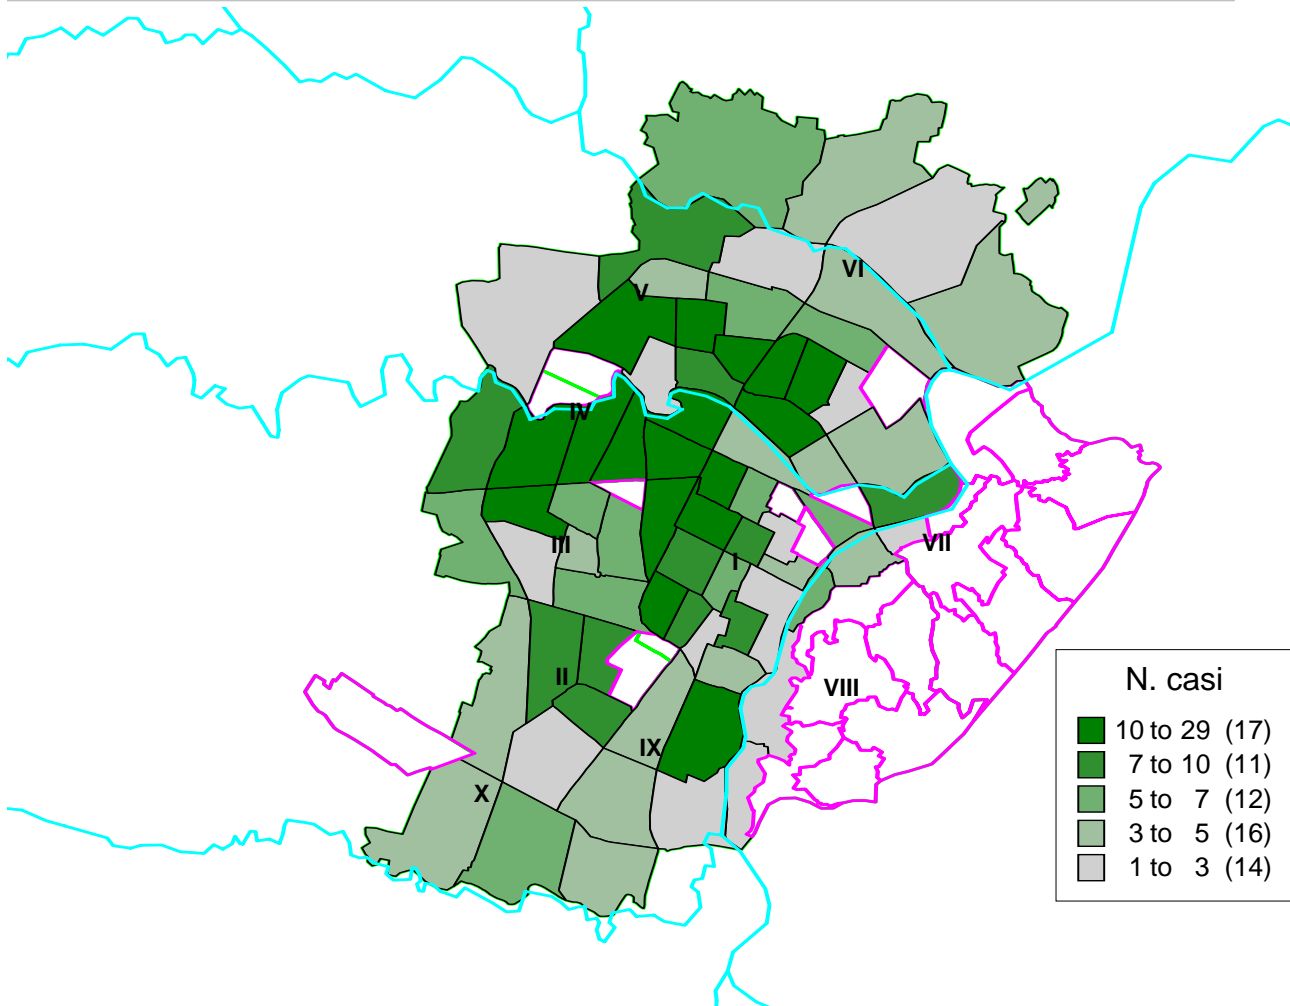 VI
V
IV
III
VII
I
II
VIII
IX
X
N. casi
10 to 29 (17)
7 to 10 (11)
5 to 7 (12)
3 to 5 (16)
1 to 3 (14)